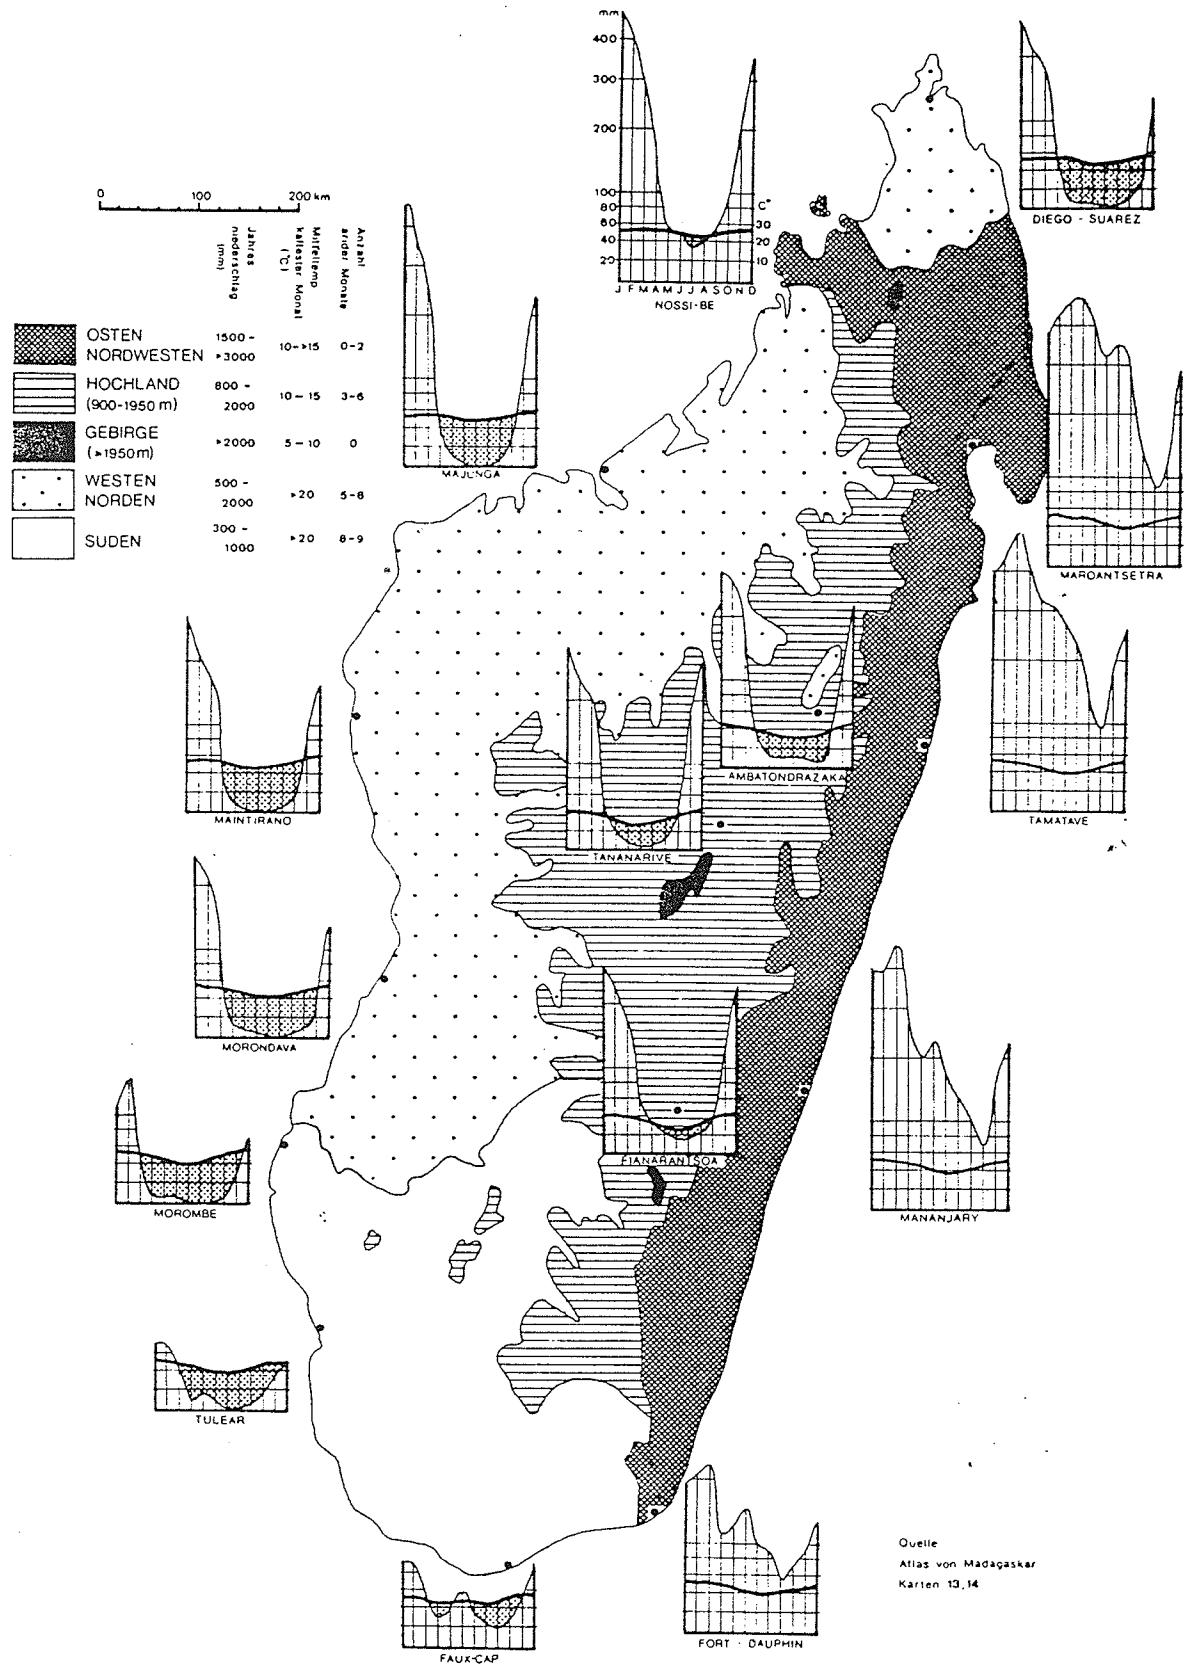 mm
400
300
200
100
80
60
40
20
C°
30
20
10
J F M A M J J A S O N D
NOSSI-BE
DIEGO - SUAREZ
0 100 200 km
Jahres
niederschlag
(mm)
Mitteltemp
kältester Monat
(°C)
Anzahl
arider Monate
OSTEN
NORDWESTEN
1500 -
>3000
10->15
0-2
HOCHLAND
(900-1950 m)
800 -
2000
10 - 15
3-6
GEBIRGE
(>1950m)
>2000
5-10
0
WESTEN
NORDEN
500 -
2000
>20
5-8
SUDEN
300 -
1000
>20
8-9
MAJUNGA
MAROANTSETRA
MAINTIRANO
AMBATONDRAZAKA
TAMATAVE
TANANARIVE
MORONDAVA
FIANARANTSOA
MOROMBE
MANANJARY
TULEAR
FAUX-CAP
FORT - DAUPHIN
Quelle
Atlas von Madagaskar
Karten 13,14